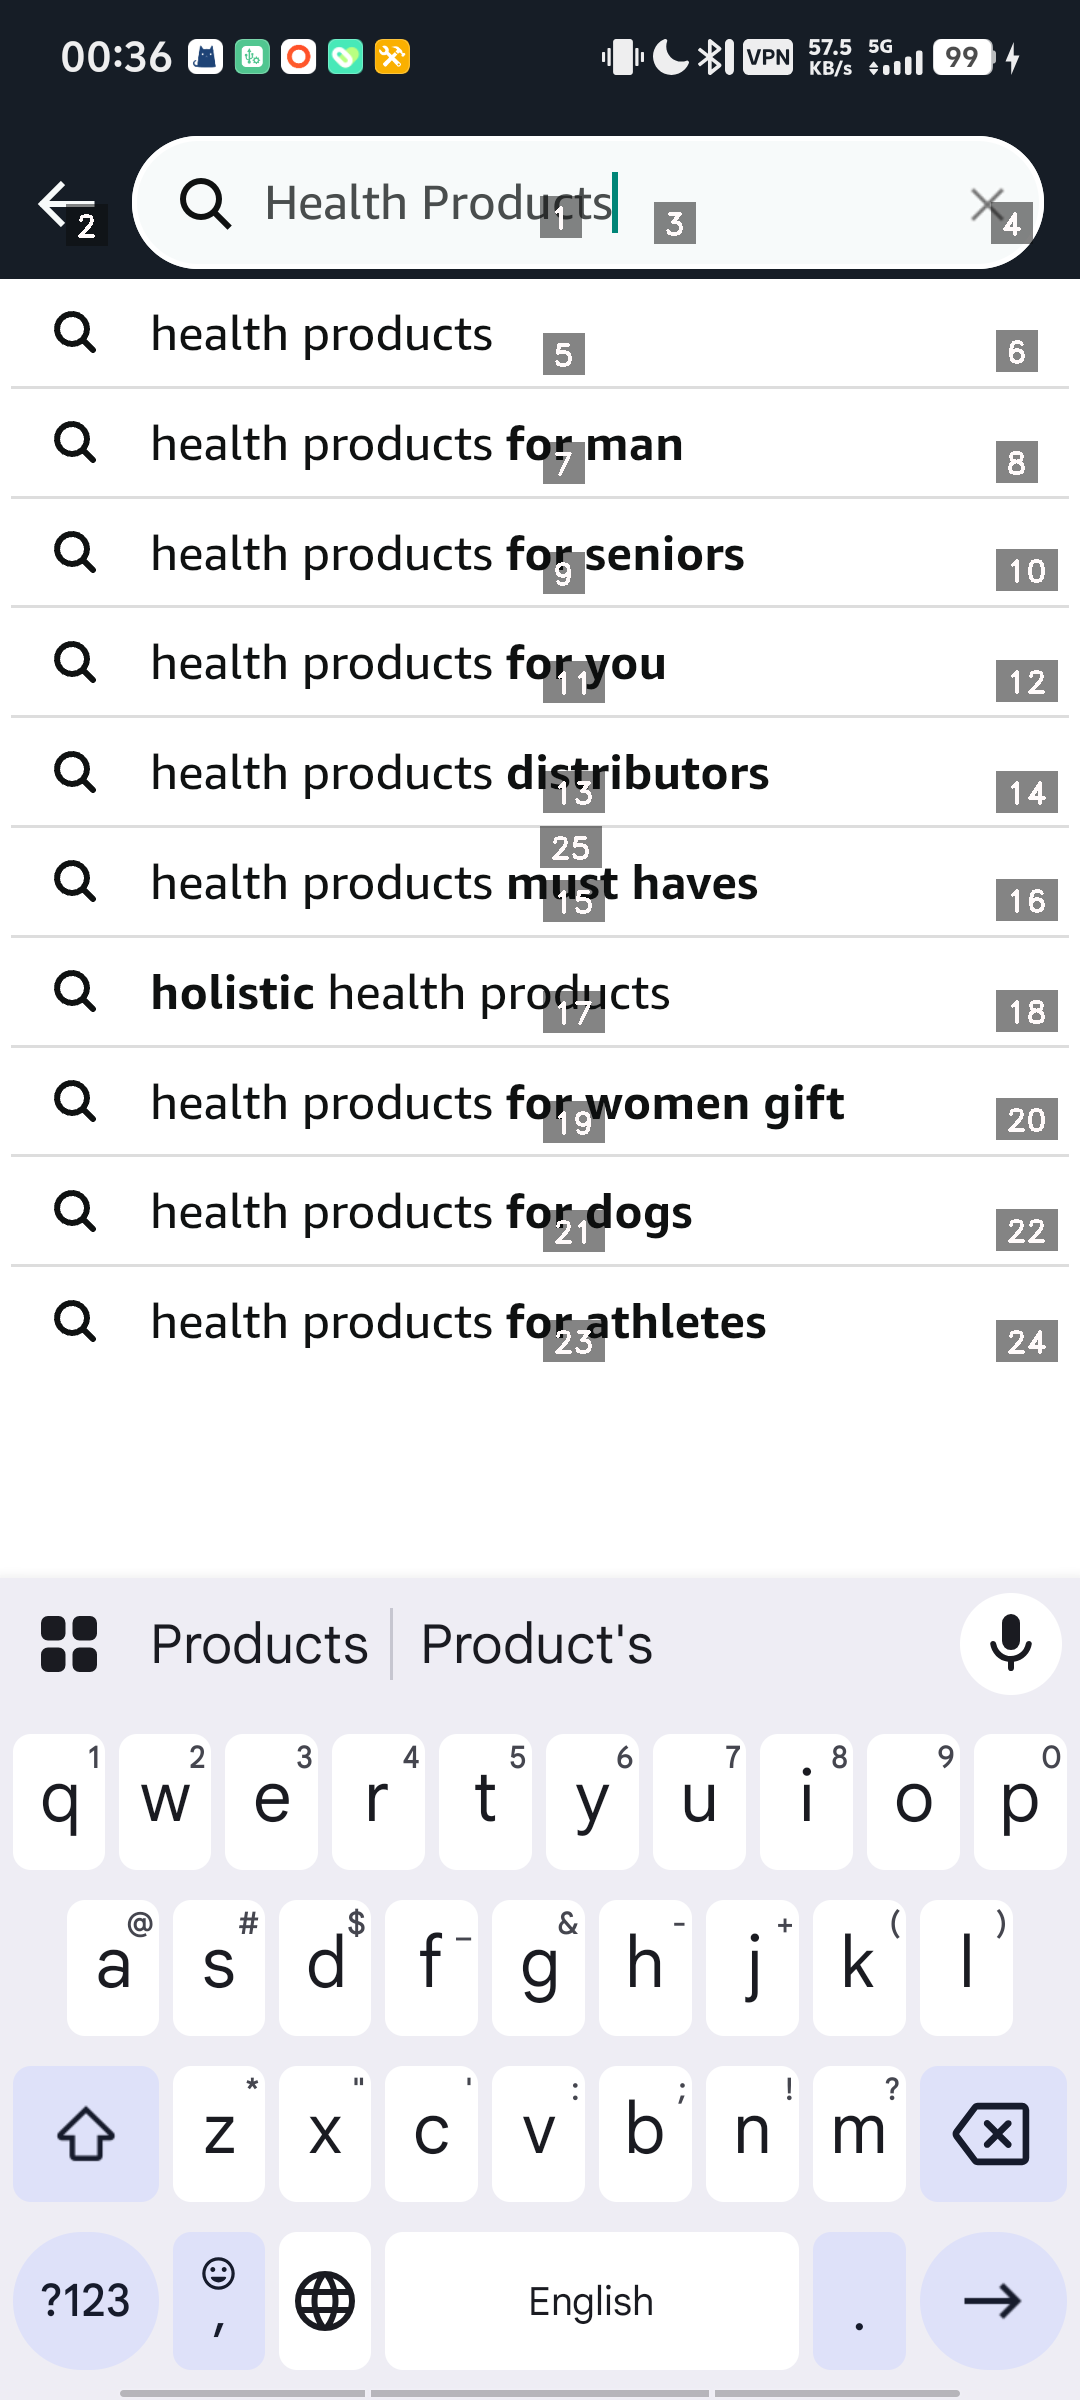 00:36 VPN 57.5 KB/s 5G 99
Health Products
1
2
3
4
health products
5
6
health products for man
7
8
health products for seniors
9
10
health products for you
11
12
health products distributors
13
14
25
health products must haves
15
16
holistic health products
17
18
health products for women gift
19
20
health products for dogs
21
22
health products for athletes
23
24
Products Product's
1 2 3 4 5 6 7 8 9 0
q w e r t y u i o p
@ # $ _ & - + ( )
a s d f g h j k l
* " ' : ; ! ?
z x c v b n m
?123 , English .